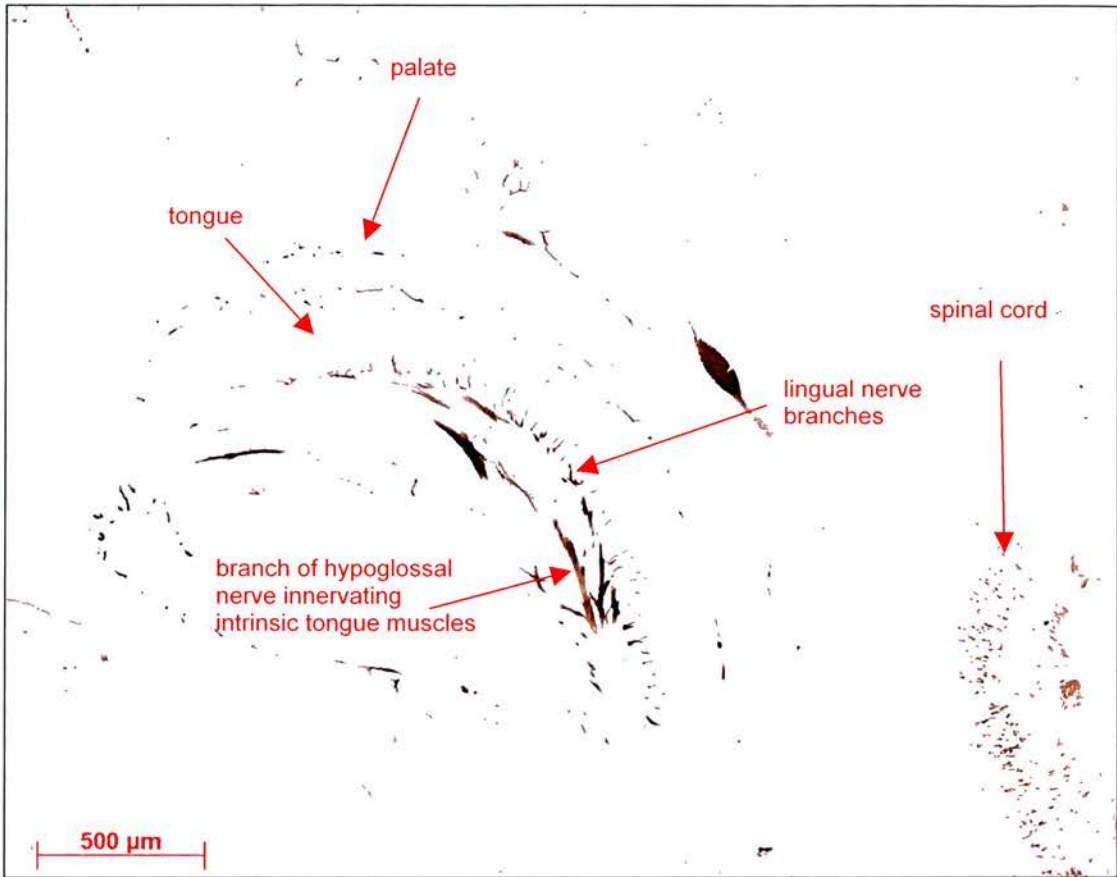 palate
tongue
spinal cord
lingual nerve
branches
branch of hypoglossal
nerve innervating
intrinsic tongue muscles
500 µm